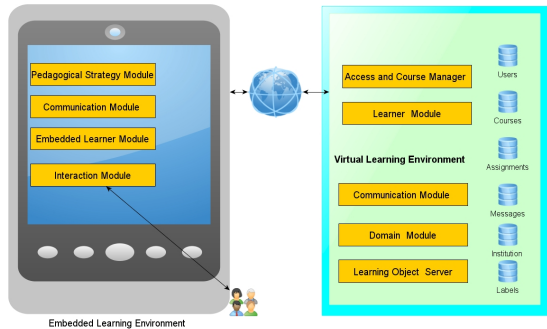 Pedagogical Strategy Module
Communication Module
Embedded Learner Module
Interaction Module
Embedded Learning Environment
Access and Course Manager
Learner Module
Virtual Learning Environment
Communication Module
Domain Module
Learning Object Server
Users
Courses
Assignments
Messages
Institution
Labels